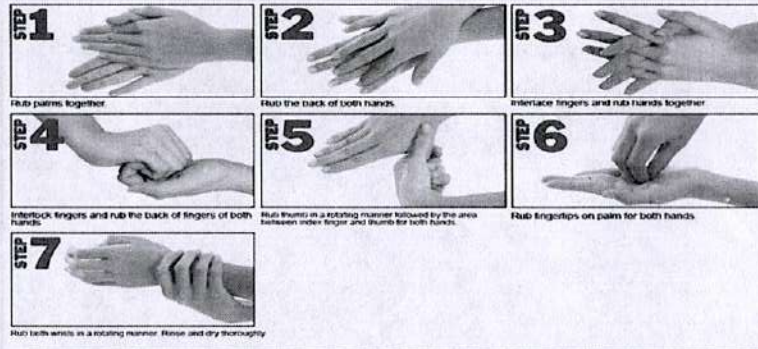 STEP 1
Rub palms together.
STEP 2
Rub the back of both hands
STEP 3
Interlace fingers and rub hands together
STEP 4
Interlock fingers and rub the back of fingers of both
hands
STEP 5
Rub thumb in a rotating manner followed by the area
between index finger and thumb for both hands.
STEP 6
Rub fingertips on palm for both hands
STEP 7
Rub both wrists in a rotating manner. Rinse and dry thoroughly